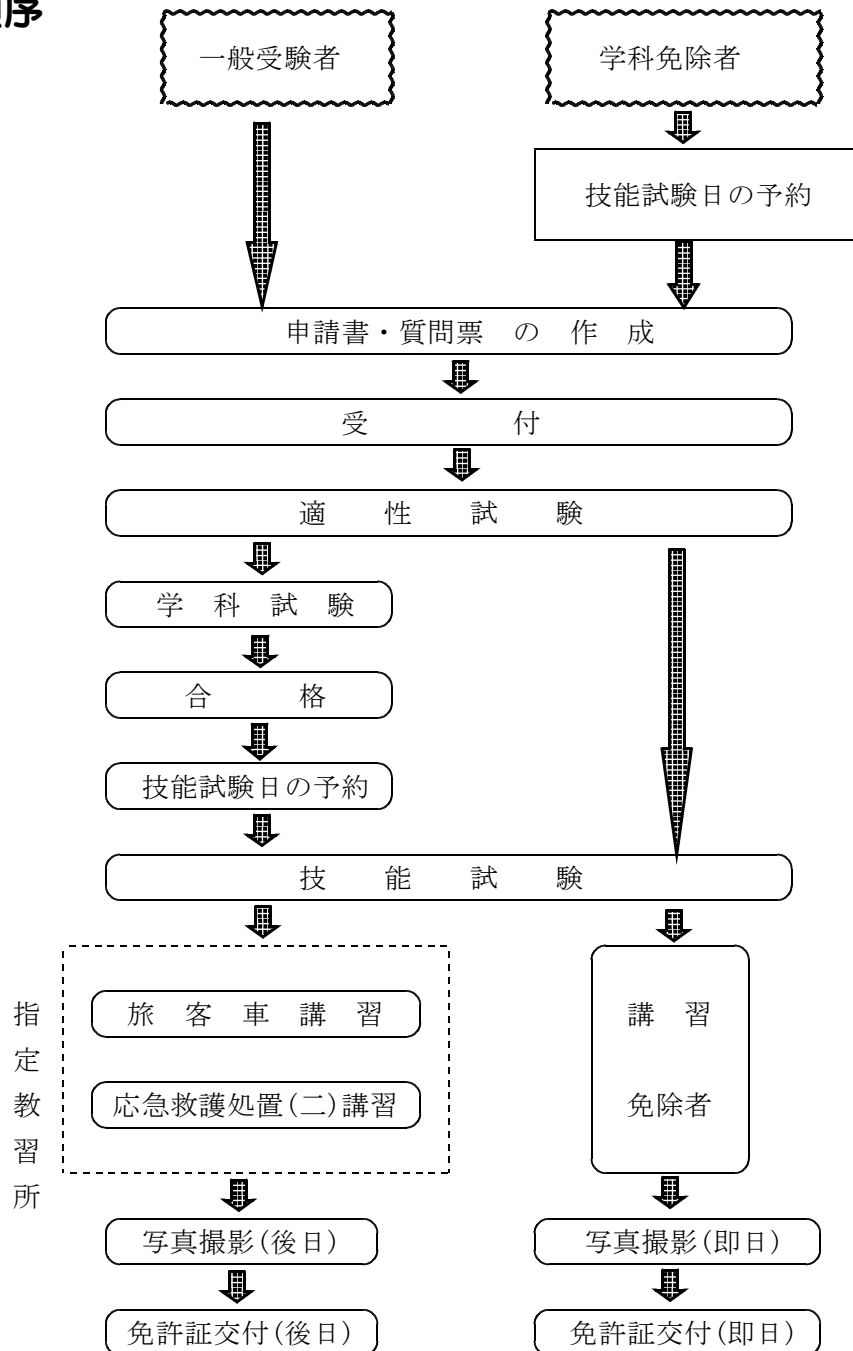 序
一般受験者
学科免除者
技能試験日の予約
申請書・質問票 の 作 成
受 付
適 性 試 験
学 科 試 験
合 格
技能試験日の予約
技 能 試 験
指定教習所
旅 客 車 講 習
応急救護処置(二)講習
講 習
免除者
写真撮影(後日)
写真撮影(即日)
免許証交付(後日)
免許証交付(即日)